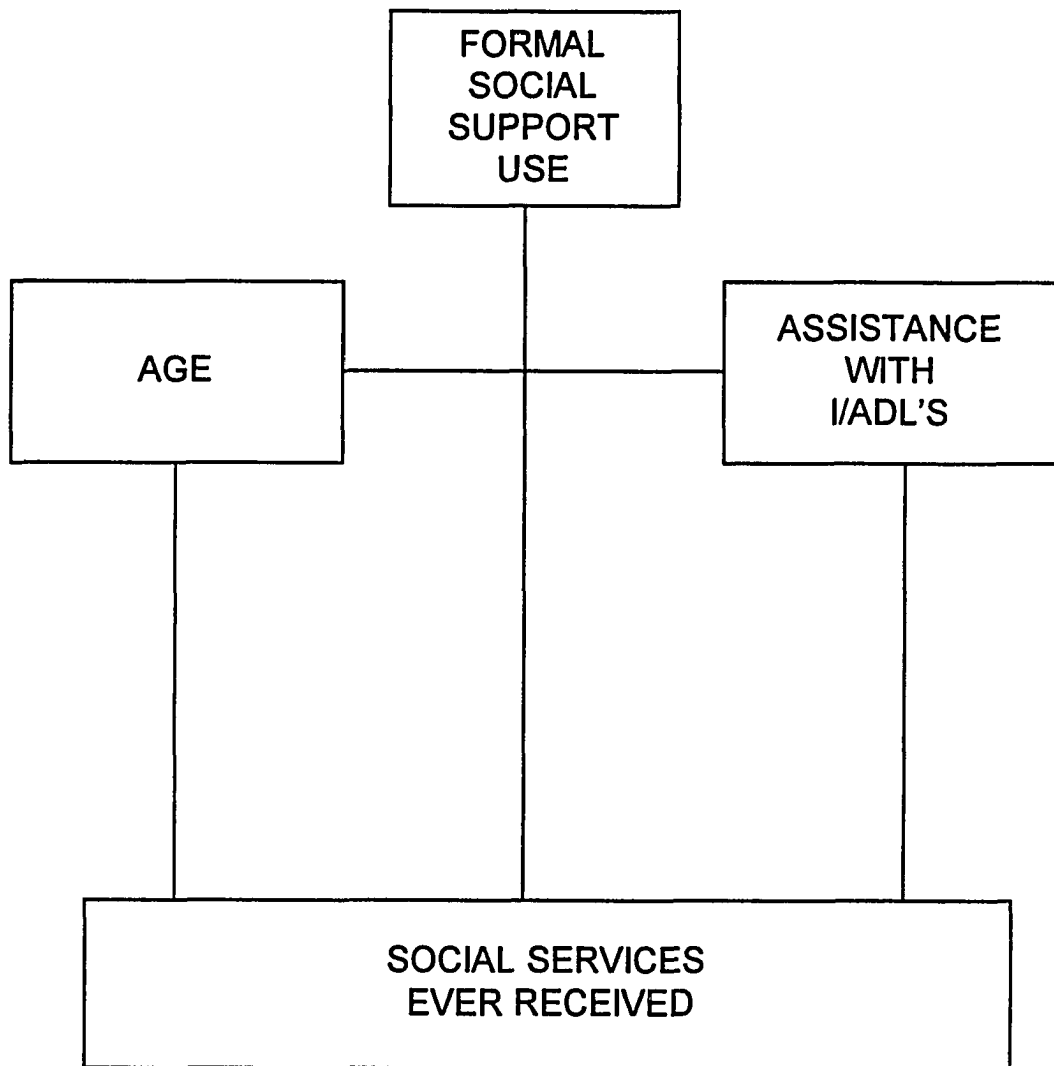 FORMAL
SOCIAL
SUPPORT
USE
AGE
ASSISTANCE
WITH
I/ADL'S
SOCIAL SERVICES
EVER RECEIVED